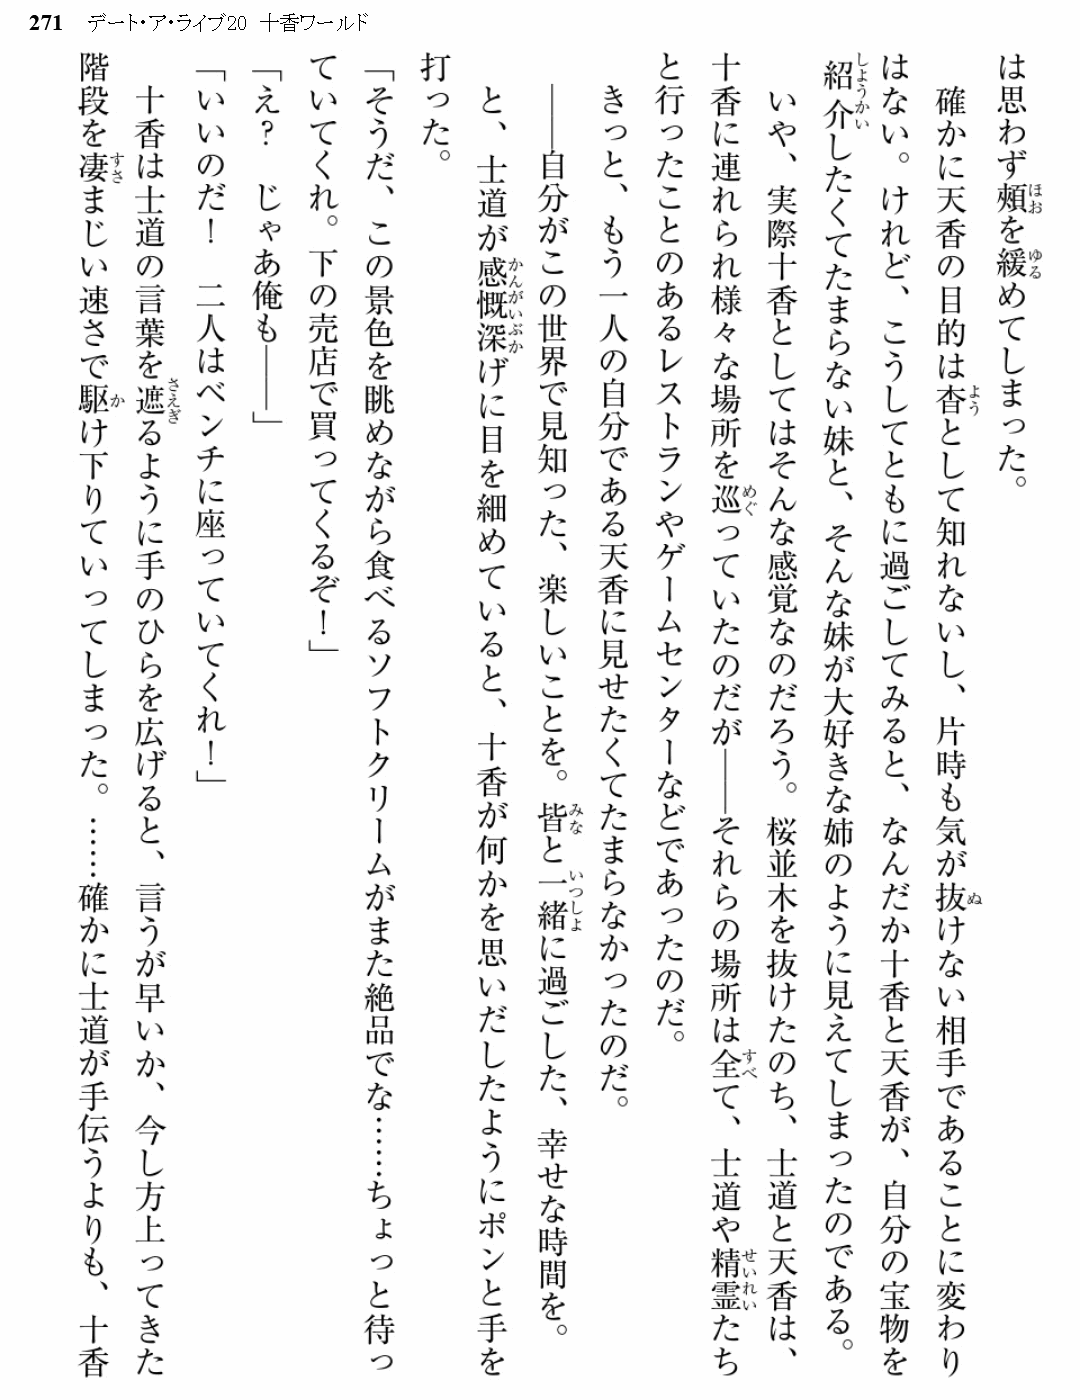 271 デート・ア・ライブ20 十香ワールド
は思わず頰を緩めてしまった。
　確かに天香の目的は杳として知れないし、片時も気が抜けない相手であることに変わり
はない。けれど、こうしてともに過ごしてみると、なんだか十香と天香が、自分の宝物を
紹介したくてたまらない妹と、そんな妹が大好きな姉のように見えてしまったのである。
　いや、実際十香としてはそんな感覚なのだろう。桜並木を抜けたのち、士道と天香は、
十香に連れられ様々な場所を巡っていたのだが――それらの場所は全て、士道や精霊たち
と行ったことのあるレストランやゲームセンターなどであったのだ。
　きっと、もう一人の自分である天香に見せたくてたまらなかったのだ。
　――自分がこの世界で見知った、楽しいことを。皆と一緒に過ごした、幸せな時間を。
　と、士道が感慨深げに目を細めていると、十香が何かを思いだしたようにポンと手を
打った。
「そうだ、この景色を眺めながら食べるソフトクリームがまた絶品でな……ちょっと待っ
ていてくれ。下の売店で買ってくるぞ！」
「え？　じゃあ俺も――」
「いいのだ！　二人はベンチに座っていてくれ！」
　十香は士道の言葉を遮るように手のひらを広げると、言うが早いか、今し方上ってきた
階段を凄まじい速さで駆け下りていってしまった。……確かに士道が手伝うよりも、十香